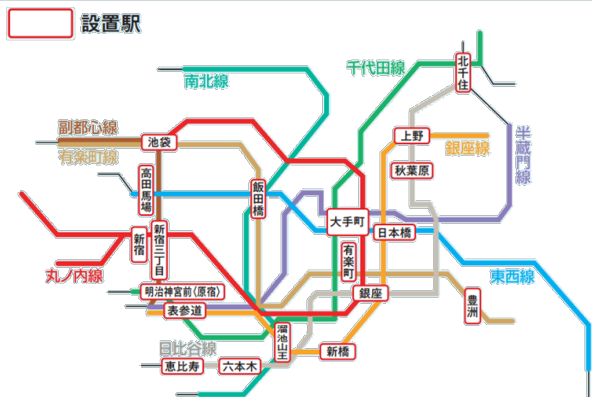 設置駅
北千住
千代田線
南北線
副都心線
池袋
上野
銀座線
半蔵門線
有楽町線
秋葉原
高田馬場
飯田橋
大手町
日本橋
新宿
新宿三丁目
有楽町
丸ノ内線
東西線
明治神宮前〈原宿〉
銀座
豊洲
表参道
溜池山王
日比谷線
新橋
恵比寿
六本木